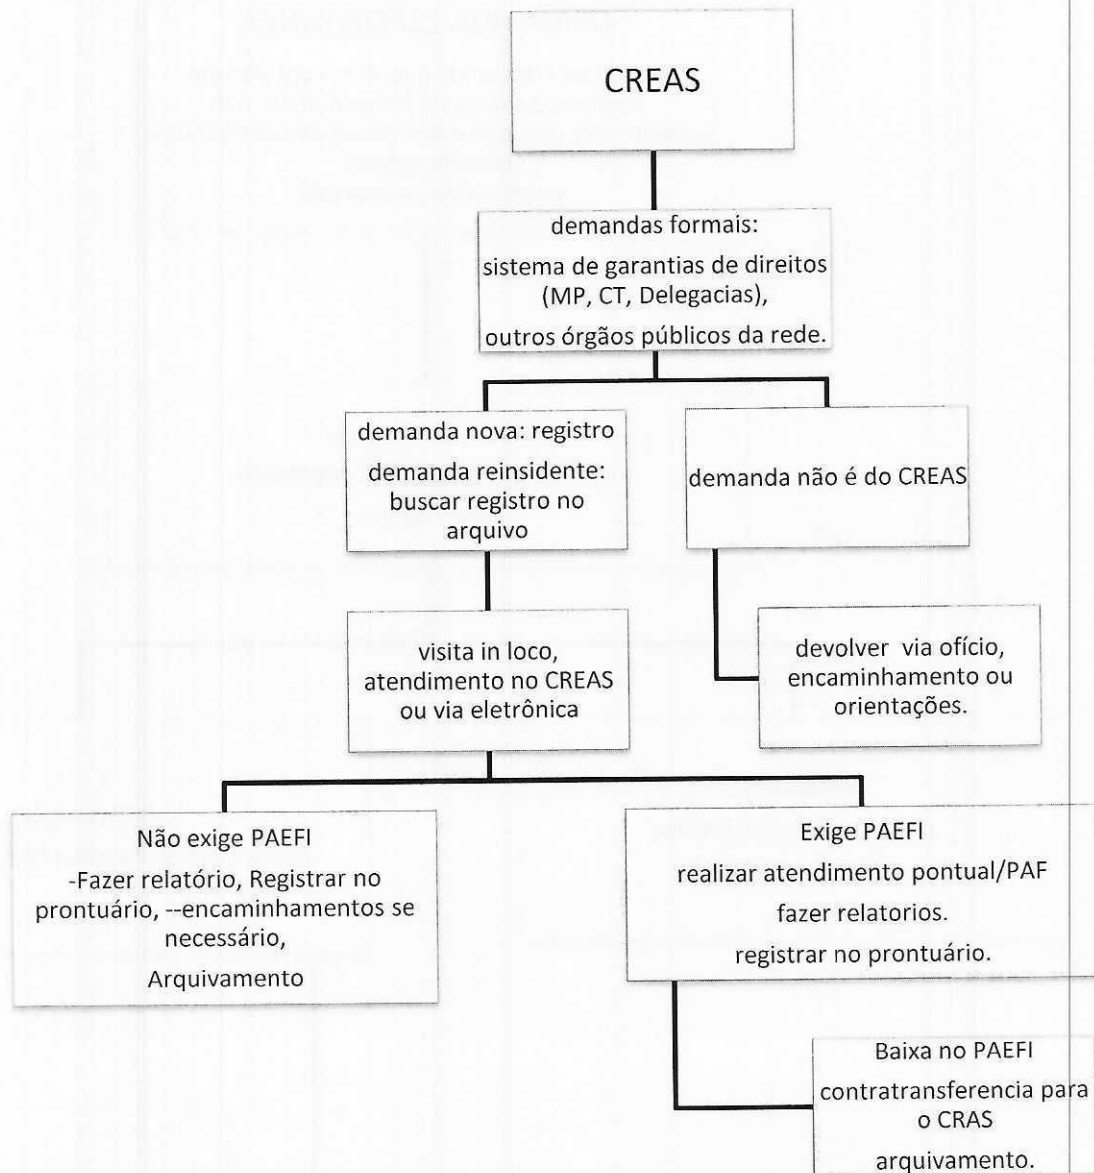 CREAS
demandas formais:
sistema de garantias de direitos
(MP, CT, Delegacias),
outros órgãos públicos da rede.
demanda nova: registro
demanda reinsidente:
buscar registro no
arquivo
demanda não é do CREAS
visita in loco,
atendimento no CREAS
ou via eletrônica
devolver via ofício,
encaminhamento ou
orientações.
Não exige PAEFI
-Fazer relatório, Registrar no
prontuário, --encaminhamentos se
necessário,
Arquivamento
Exige PAEFI
realizar atendimento pontual/PAF
fazer relatorios.
registrar no prontuário.
Baixa no PAEFI
contratransferencia para
o CRAS
arquivamento.